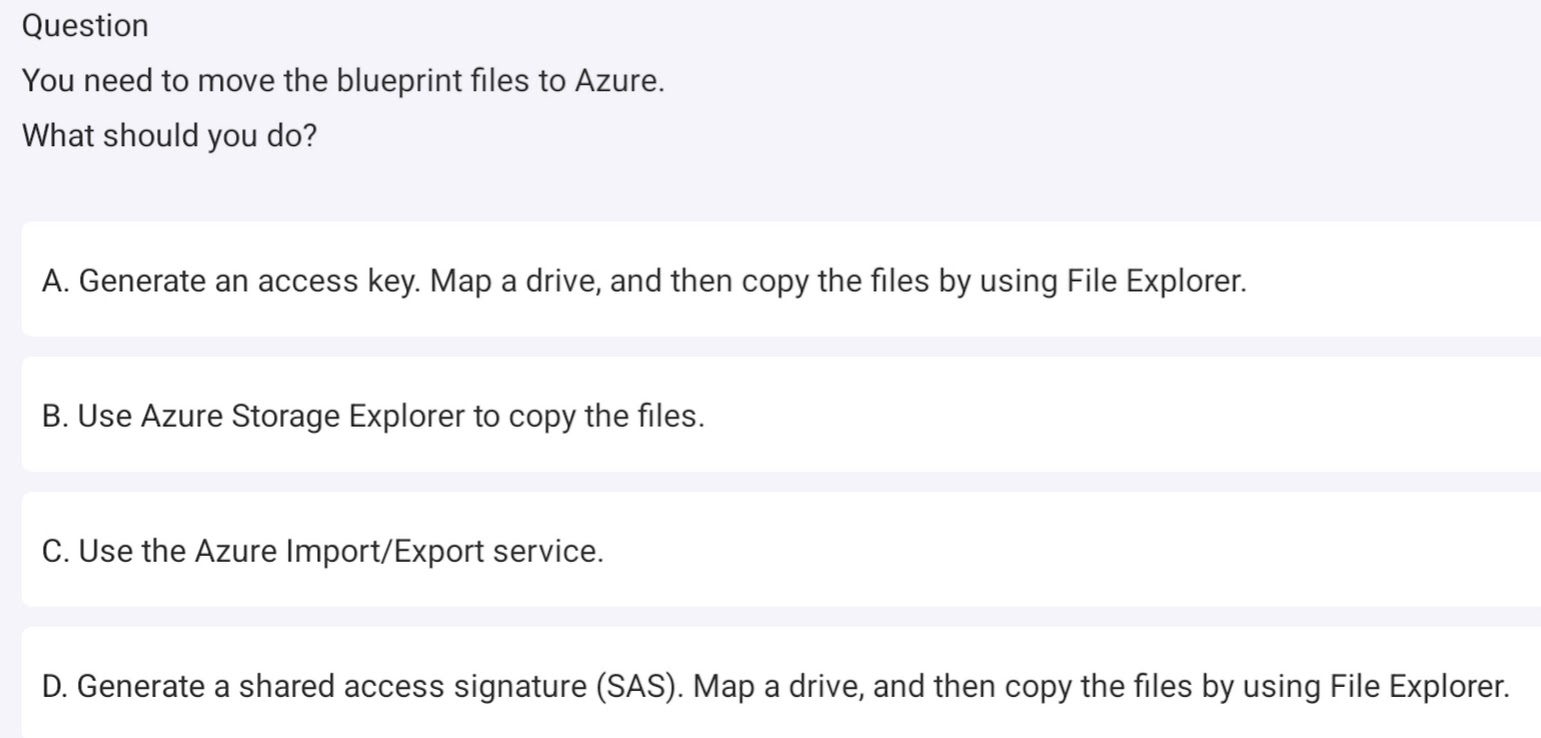 Question
You need to move the blueprint files to Azure.
What should you do?
A. Generate an access key. Map a drive, and then copy the files by using File Explorer.
B. Use Azure Storage Explorer to copy the files.
C. Use the Azure Import/Export service.
D. Generate a shared access signature (SAS). Map a drive, and then copy the files by using File Explorer.